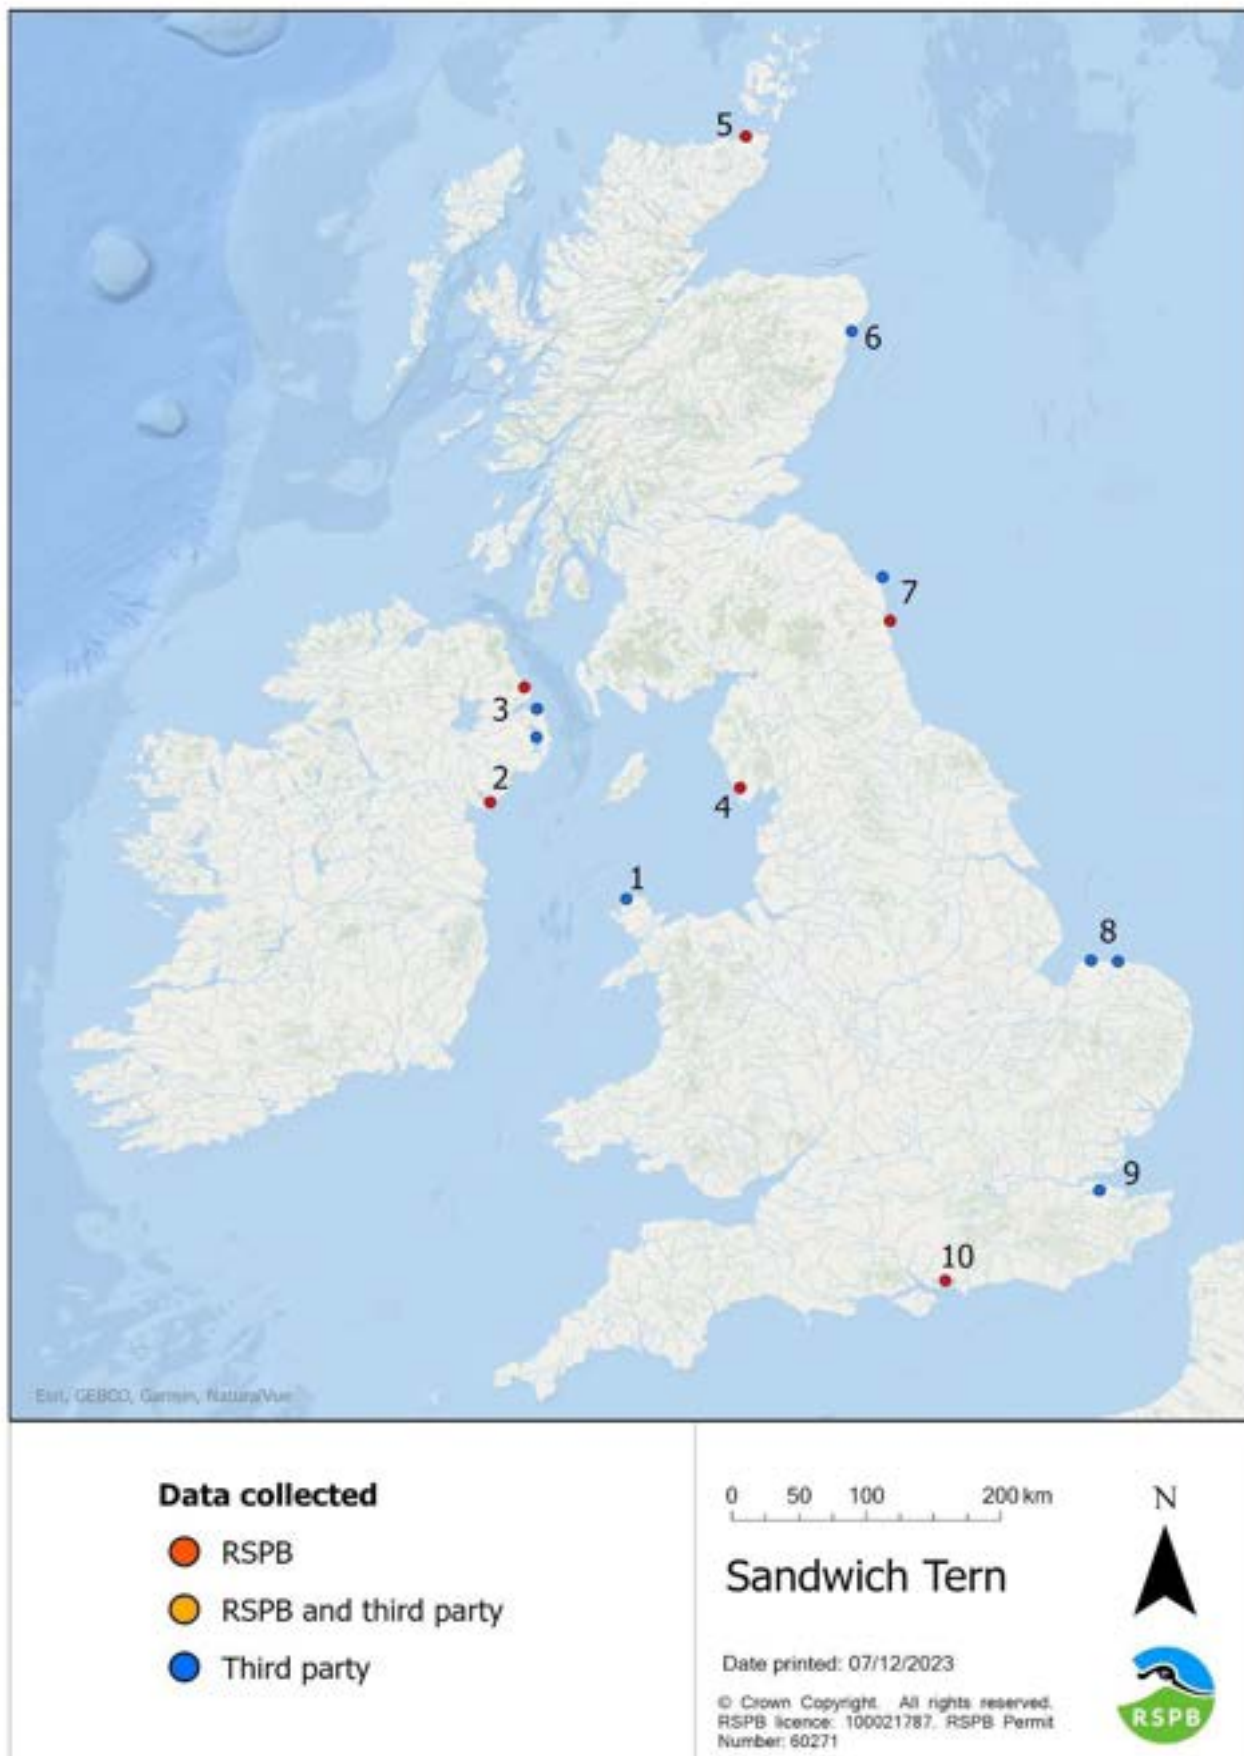 5
6
7
3
2
4
1
8
9
10
Esri, GEBCO, Garmin, NaturalVue
Data collected
RSPB
RSPB and third party
Third party
0 50 100 200 km
N
Sandwich Tern
Date printed: 07/12/2023
© Crown Copyright. All rights reserved.
RSPB licence: 100021787. RSPB Permit
Number: 60271
RSPB